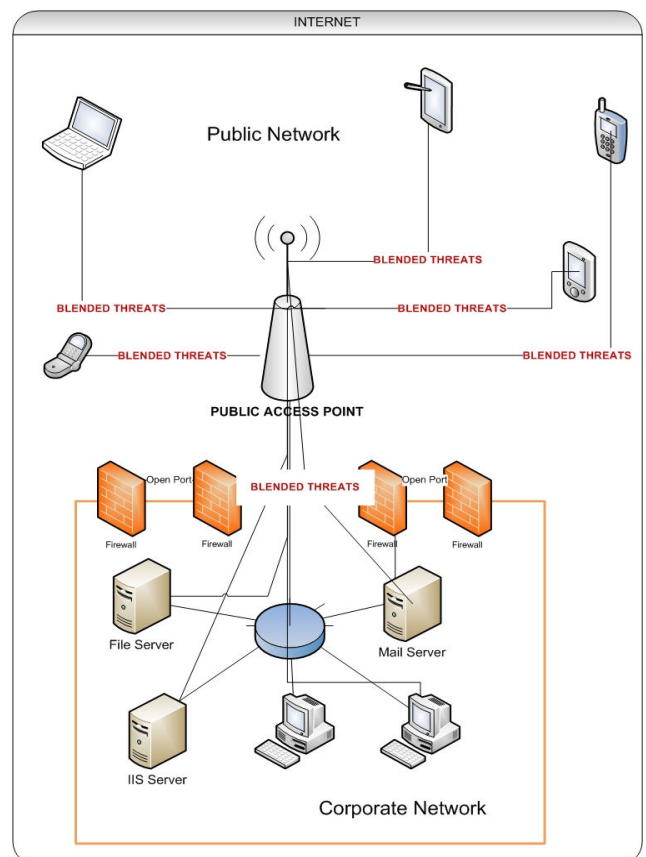 INTERNET
Public Network
BLENDED THREATS
BLENDED THREATS
BLENDED THREATS
BLENDED THREATS
BLENDED THREATS
PUBLIC ACCESS POINT
Open Port
BLENDED THREATS
Open Port
Firewall
Firewall
Firewall
Firewall
File Server
Mail Server
IIS Server
Corporate Network